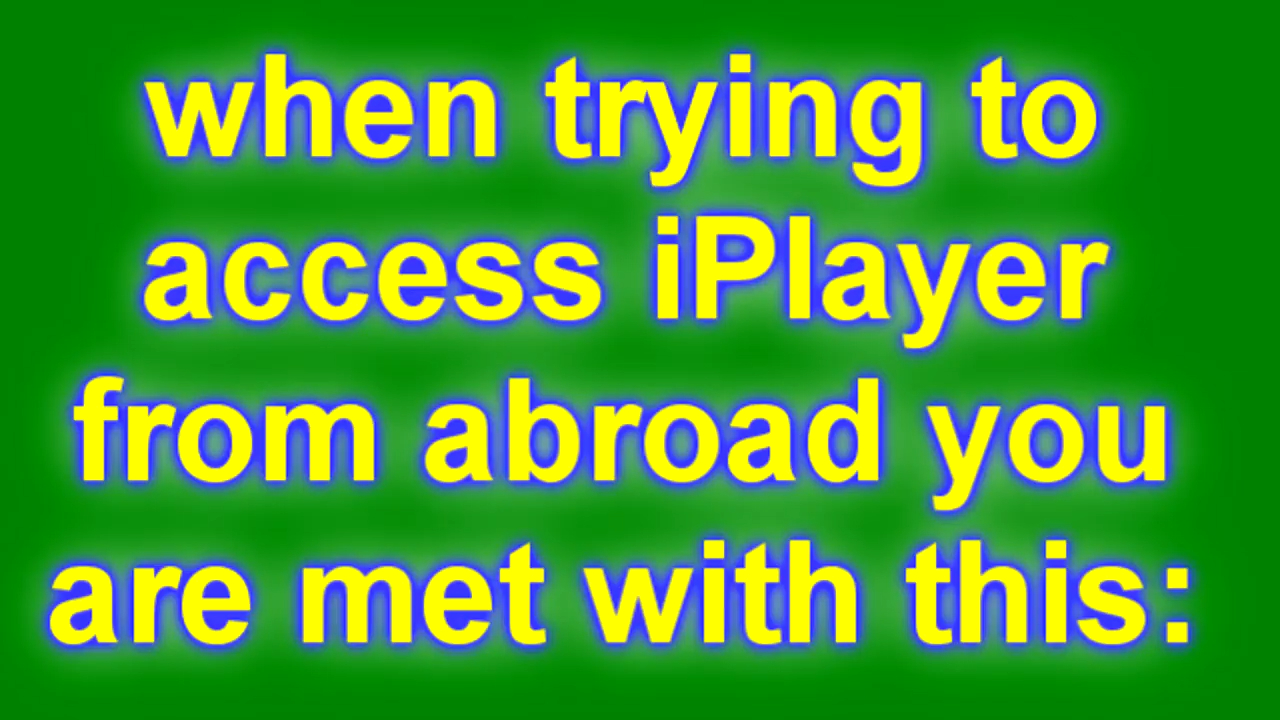 when trying to
access iPlayer
from abroad you
are met with this: